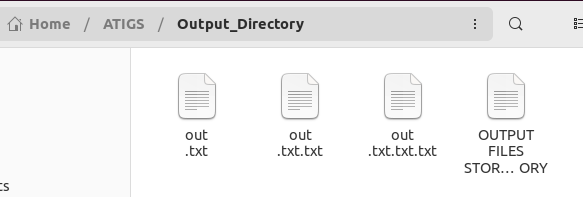 Home / ATIGS / Output_Directory
out
.txt
out
.txt.txt
out
.txt.txt.txt
OUTPUT
FILES
STOR… ORY
ts